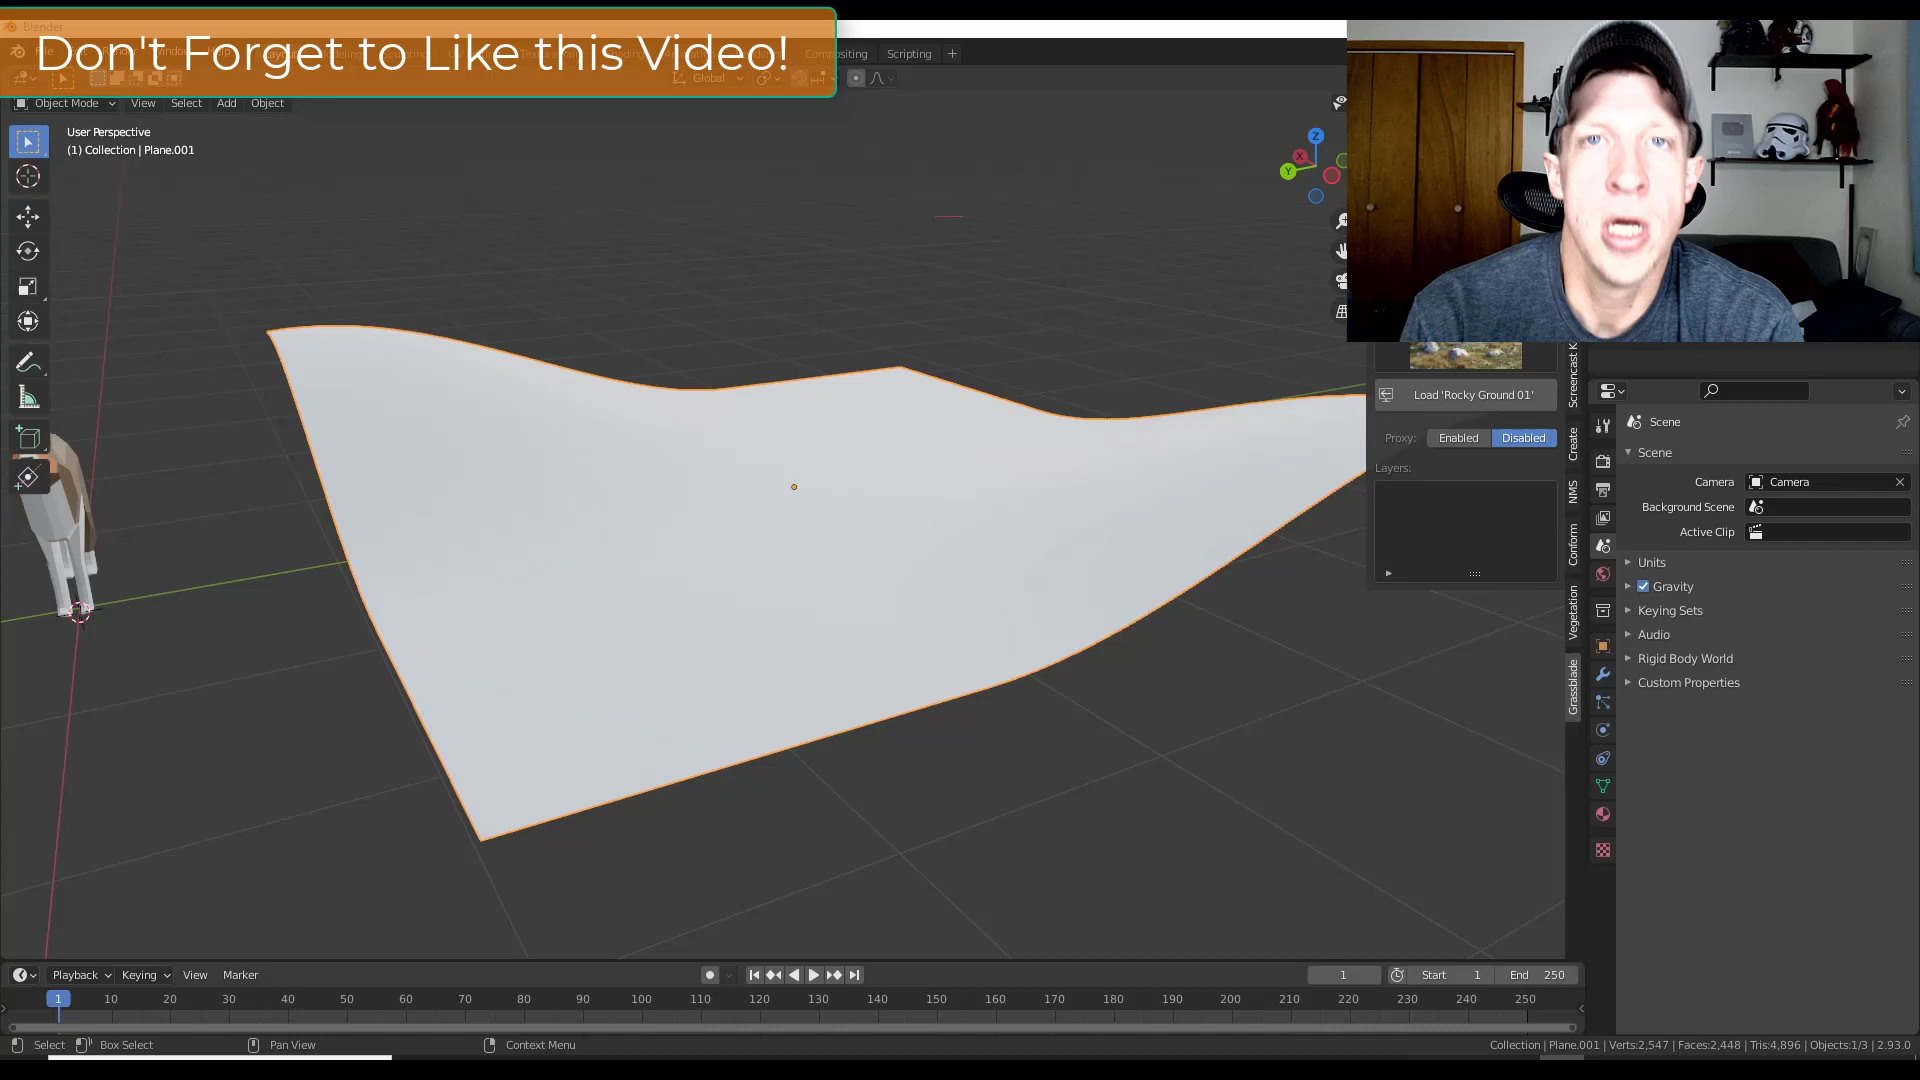 Blender
Don't Forget to Like this Video!
Compositing
Scripting
Global
Object Mode
View
Select
Add
Object
User Perspective
(1) Collection | Plane.001
Z
X
Y
Load 'Rocky Ground 01'
Proxy:
Enabled
Disabled
Layers:
Screencast K
Create
NMS
Conform
Vegetation
Grassblade
Scene
Scene
Camera
Camera
Background Scene
Active Clip
Units
Gravity
Keying Sets
Audio
Rigid Body World
Custom Properties
Playback
Keying
View
Marker
1
Start 1
End 250
1 10 20 30 40 50 60 70 80 90 100 110 120 130 140 150 160 170 180 190 200 210 220 230 240 250
Select
Box Select
Pan View
Context Menu
Collection | Plane.001 | Verts:2,547 | Faces:2,448 | Tris:4,896 | Objects:1/3 | 2.93.0